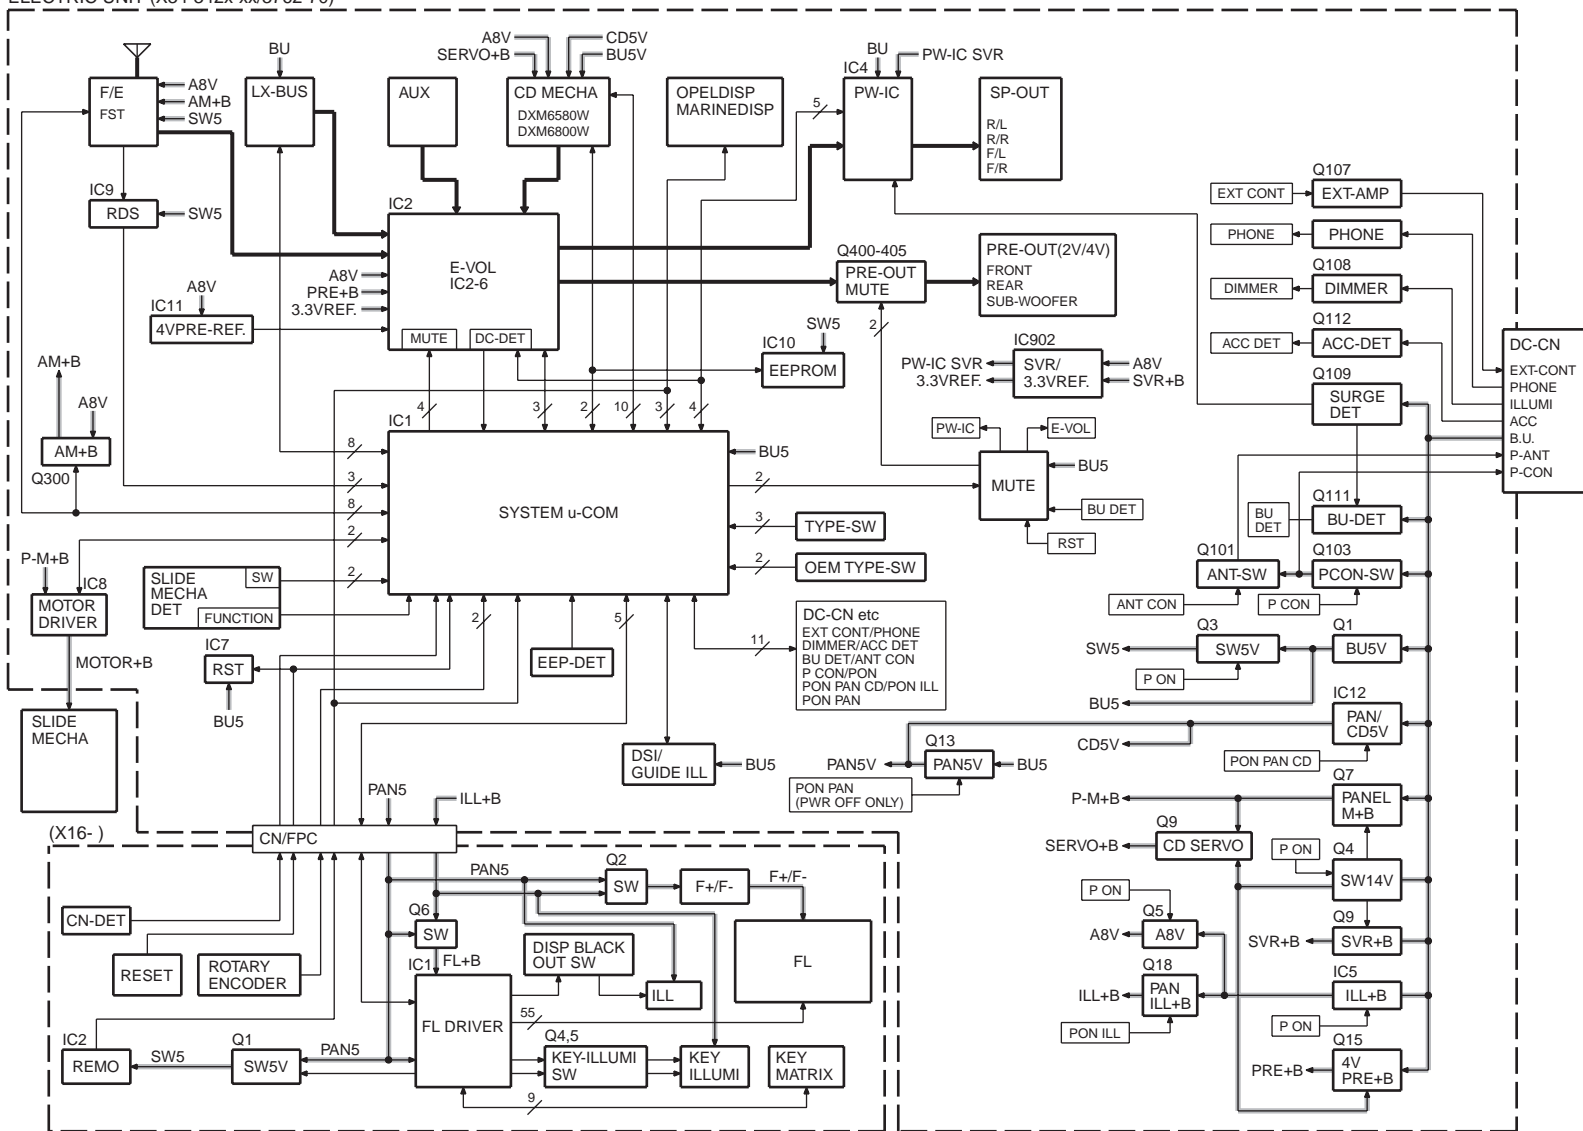 BU
A8V
SERVO+B
CD5V
BU5V
BU
PW-IC SVR
IC4
F/E
FST
A8V
AM+B
SW5
LX-BUS
AUX
CD MECHA
DXM6580W
DXM6800W
OPELDISP
MARINEDISP
5
PW-IC
SP-OUT
R/L
R/R
F/L
F/R
IC9
RDS
SW5
IC2
E-VOL
IC2-6
A8V
PRE+B
3.3VREF.
A8V
IC11
4VPRE-REF.
MUTE
DC-DET
Q400-405
PRE-OUT
MUTE
PRE-OUT(2V/4V)
FRONT
REAR
SUB-WOOFER
2
SW5
IC10
EEPROM
IC902
PW-IC SVR
3.3VREF.
SVR/
3.3VREF.
A8V
SVR+B
Q107
EXT CONT
EXT-AMP
PHONE
PHONE
Q108
DIMMER
DIMMER
Q112
ACC DET
ACC-DET
Q109
SURGE
DET
DC-CN
EXT-CONT
PHONE
ILLUMI
ACC
B.U.
P-ANT
P-CON
AM+B
A8V
AM+B
Q300
4
3
2
10
3
4
IC1
8
3
8
2
2
SYSTEM u-COM
BU5
2
3
TYPE-SW
2
OEM TYPE-SW
PW-IC
E-VOL
MUTE
BU5
BU DET
RST
Q111
BU
DET
BU-DET
Q101
ANT-SW
Q103
PCON-SW
ANT CON
P CON
P-M+B
IC8
MOTOR
DRIVER
SLIDE
MECHA
DET
SW
FUNCTION
MOTOR+B
IC7
RST
BU5
SLIDE
MECHA
2
EEP-DET
5
11
DC-CN etc
EXT CONT/PHONE
DIMMER/ACC DET
BU DET/ANT CON
P CON/PON
PON PAN CD/PON ILL
PON PAN
DSI/
GUIDE ILL
BU5
Q3
SW5
SW5V
P ON
Q1
BU5V
BU5
IC12
PAN/
CD5V
CD5V
PON PAN CD
Q13
PAN5V
PAN5V
BU5
PON PAN
(PWR OFF ONLY)
Q7
P-M+B
PANEL
M+B
Q9
SERVO+B
CD SERVO
P ON
Q4
SW14V
P ON
Q5
A8V
A8V
Q9
SVR+B
SVR+B
Q18
ILL+B
PAN
ILL+B
IC5
ILL+B
PON ILL
P ON
Q15
PRE+B
4V
PRE+B
PAN5
ILL+B
(X16- )
CN/FPC
PAN5
Q2
SW
F+/F-
F+/F-
CN-DET
Q6
SW
FL+B
RESET
ROTARY
ENCODER
IC1
FL DRIVER
DISP BLACK
OUT SW
ILL
FL
55
IC2
REMO
SW5
Q1
SW5V
PAN5
Q4,5
KEY-ILLUMI
SW
KEY
ILLUMI
KEY
MATRIX
9